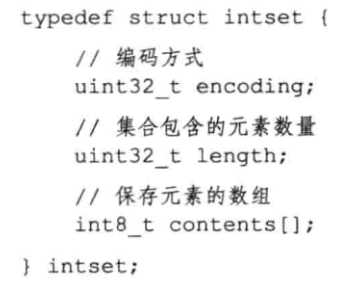 typedef struct intset {
// 编码方式
uint32_t encoding;
// 集合包含的元素数量
uint32_t length;
// 保存元素的数组
int8_t contents[];
} intset;